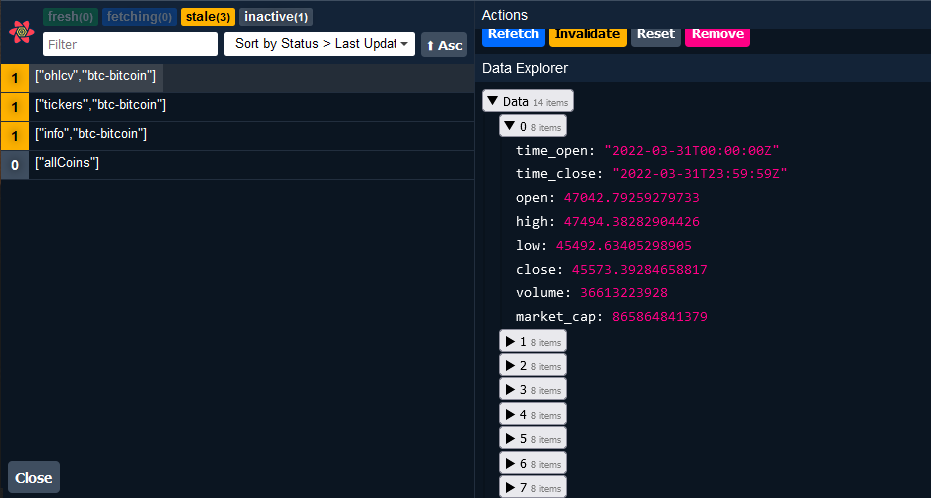 fresh(0) fetching(0) stale(3) inactive(1)
Filter
Sort by Status > Last Updat
⬆ Asc
1 ["ohlcv","btc-bitcoin"]
1 ["tickers","btc-bitcoin"]
1 ["info","btc-bitcoin"]
0 ["allCoins"]
Close
Actions
Refetch Invalidate Reset Remove
Data Explorer
▼ Data 14 items
▼ 0 8 items
time_open: "2022-03-31T00:00:00Z"
time_close: "2022-03-31T23:59:59Z"
open: 47042.79259279733
high: 47494.38282904426
low: 45492.63405298905
close: 45573.39284658817
volume: 36613223928
market_cap: 865864841379
▶ 1 8 items
▶ 2 8 items
▶ 3 8 items
▶ 4 8 items
▶ 5 8 items
▶ 6 8 items
▶ 7 8 items